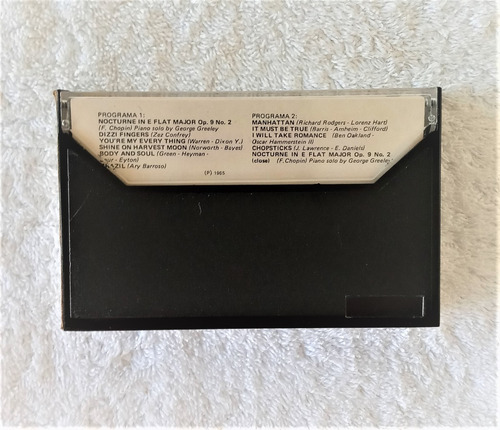 PROGRAMA 1:
NOCTURNE IN E FLAT MAJOR Op. 9 No. 2
(F. Chopin) Piano solo by George Greeley
DIZZI FINGERS (Zez Confrey)
YOU'RE MY EVERY THING (Warren - Dixon Y.)
SHINE ON HARVEST MOON (Norworth - Bayes)
BODY AND SOUL (Green - Heyman -
- Eyton)
(Ary Barroso)
(P) 1965
PROGRAMA 2:
MANHATTAN (Richard Rodgers - Lorenz Hart)
IT MUST BE TRUE (Barris - Arnheim - Clifford)
I WILL TAKE ROMANCE (Ben Oakland -
Oscar Hammerstein II)
CHOPSTICKS (J. Lawrence - E. Daniels)
NOCTURNE IN E FLAT MAJOR OP. 9 No. 2
(close) (F. Chopin) Piano solo by George Greeley